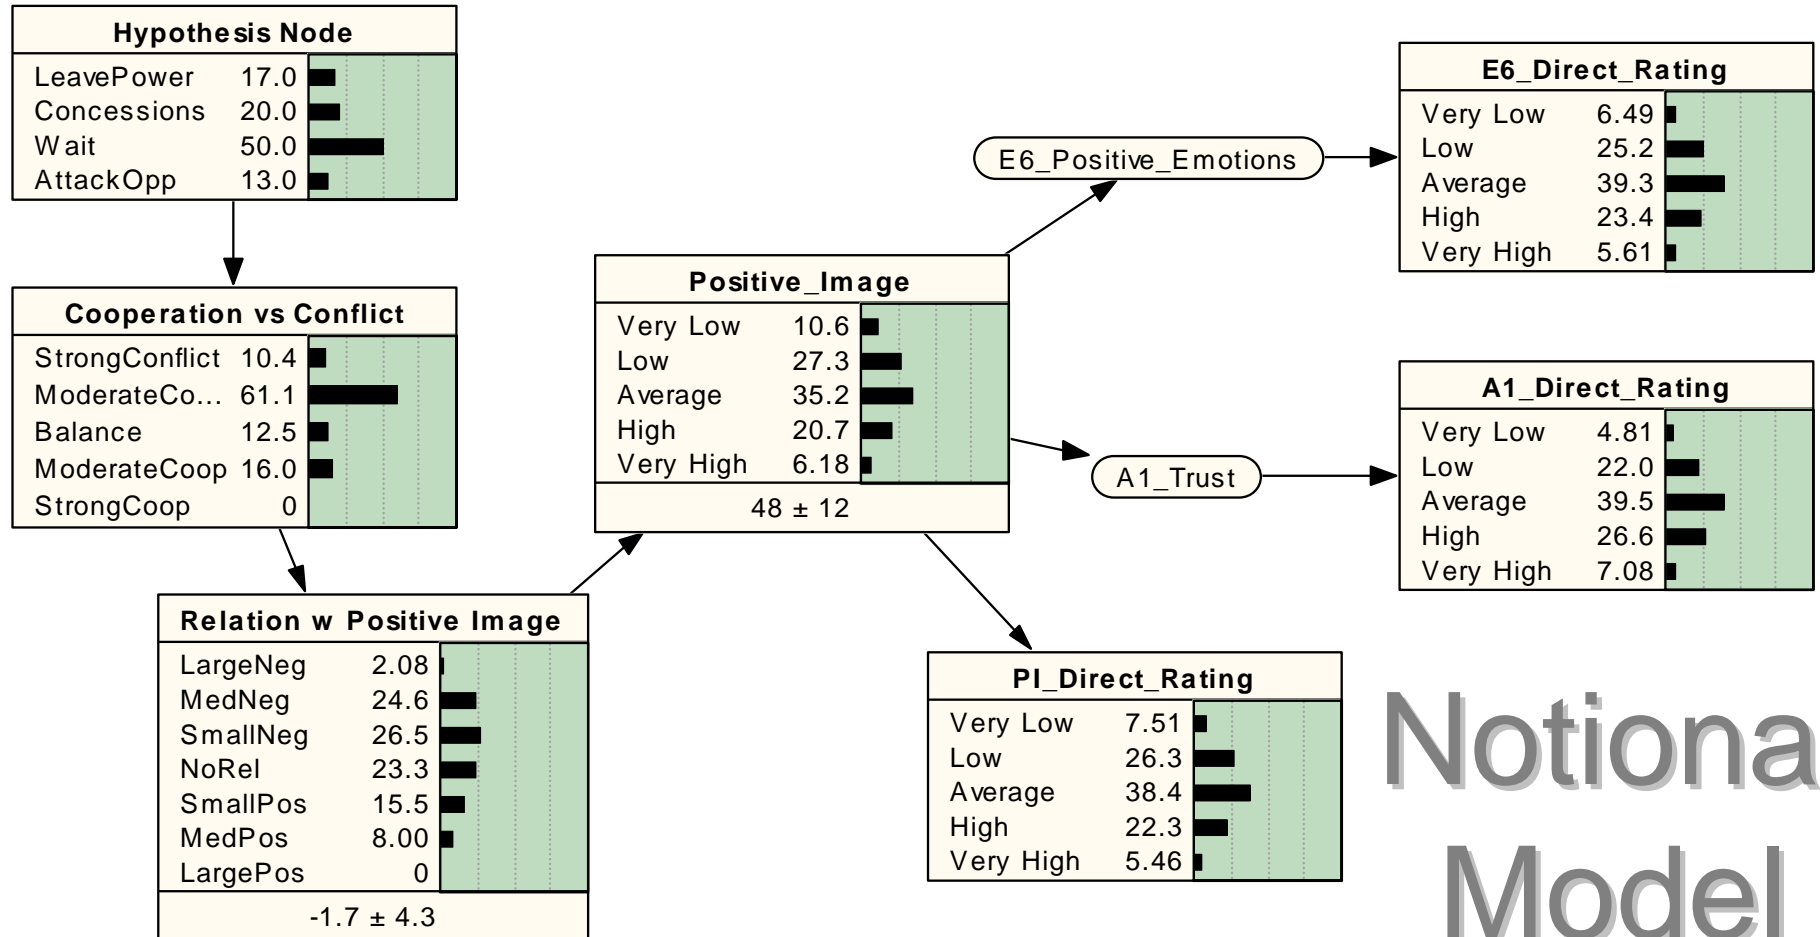 Hypothesis Node
LeavePower 17.0
Concessions 20.0
Wait 50.0
AttackOpp 13.0
Cooperation vs Conflict
StrongConflict 10.4
ModerateCo... 61.1
Balance 12.5
ModerateCoop 16.0
StrongCoop 0
Relation w Positive Image
LargeNeg 2.08
MedNeg 24.6
SmallNeg 26.5
NoRel 23.3
SmallPos 15.5
MedPos 8.00
LargePos 0
-1.7 ± 4.3
Positive_Image
Very Low 10.6
Low 27.3
Average 35.2
High 20.7
Very High 6.18
48 ± 12
E6_Positive_Emotions
A1_Trust
E6_Direct_Rating
Very Low 6.49
Low 25.2
Average 39.3
High 23.4
Very High 5.61
A1_Direct_Rating
Very Low 4.81
Low 22.0
Average 39.5
High 26.6
Very High 7.08
PI_Direct_Rating
Very Low 7.51
Low 26.3
Average 38.4
High 22.3
Very High 5.46
Notiona
Model